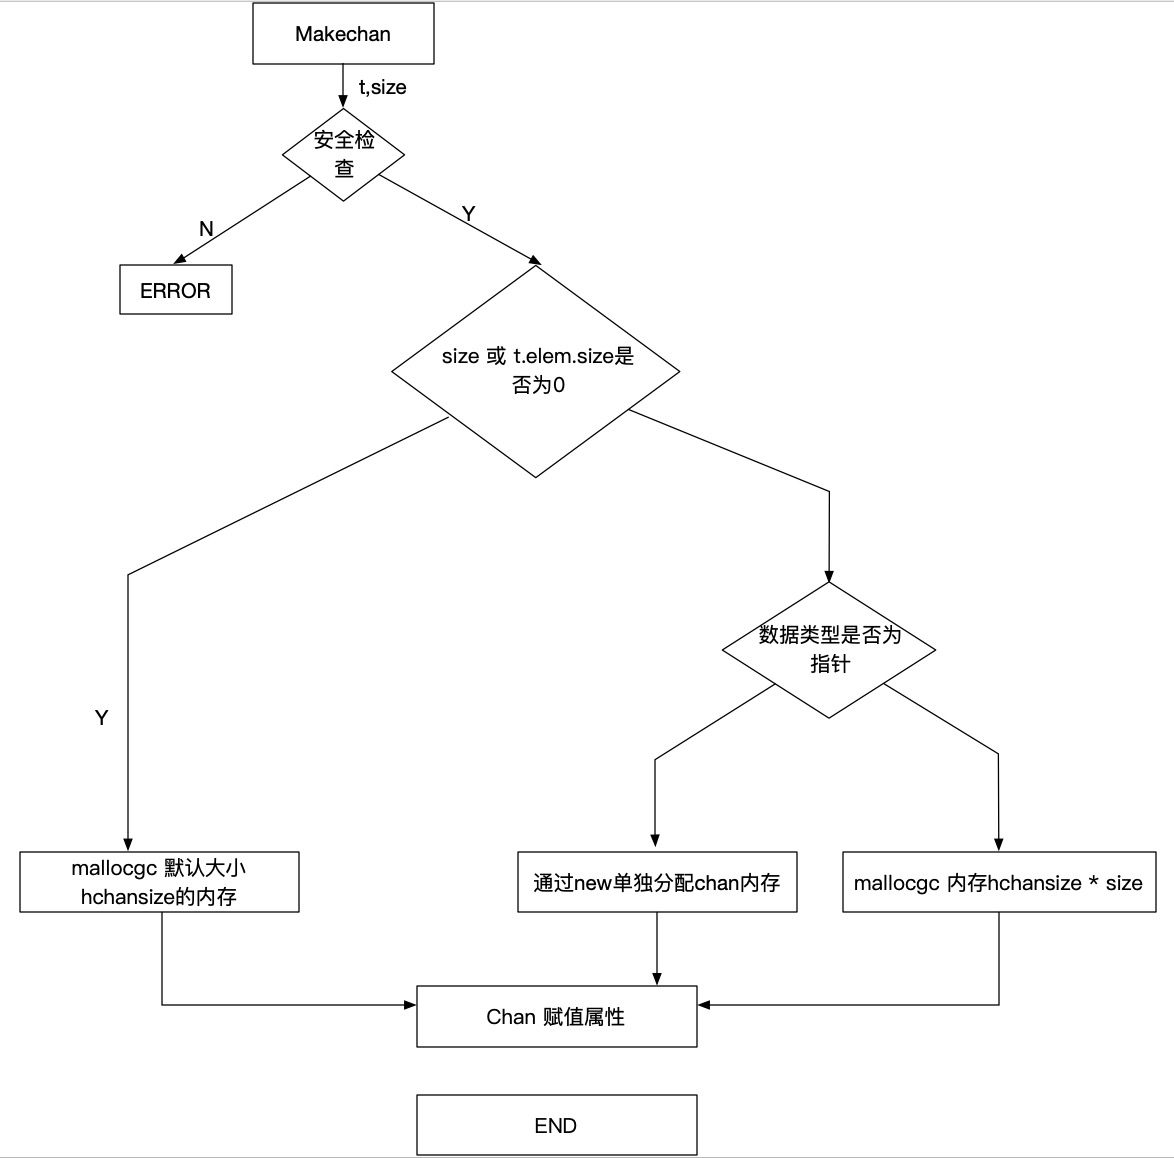 Makechan
t,size
安全检
查
N
Y
ERROR
size 或 t.elem.size是
否为0
数据类型是否为
指针
Y
mallocgc 默认大小
hchansize的内存
通过new单独分配chan内存
mallocgc 内存hchansize * size
Chan 赋值属性
END